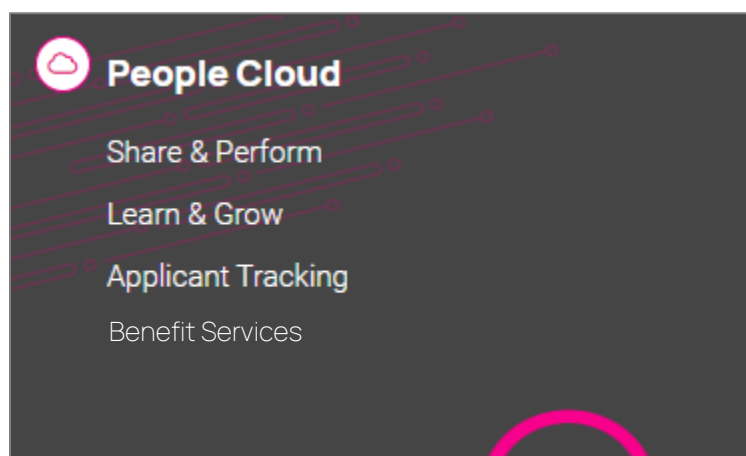 People Cloud
Share & Perform
Learn & Grow
Applicant Tracking
Benefit Services